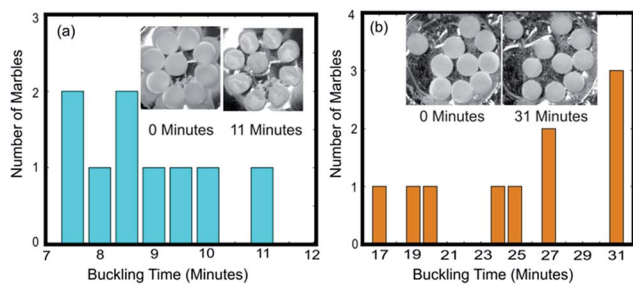 (a)
3
2
1
0
Number of Marbles
0 Minutes 11 Minutes
7 8 9 10 11 12
Buckling Time (Minutes)
(b)
4
3
2
1
0
Number of Marbles
0 Minutes 31 Minutes
17 19 21 23 25 27 29 31
Buckling Time (Minutes)